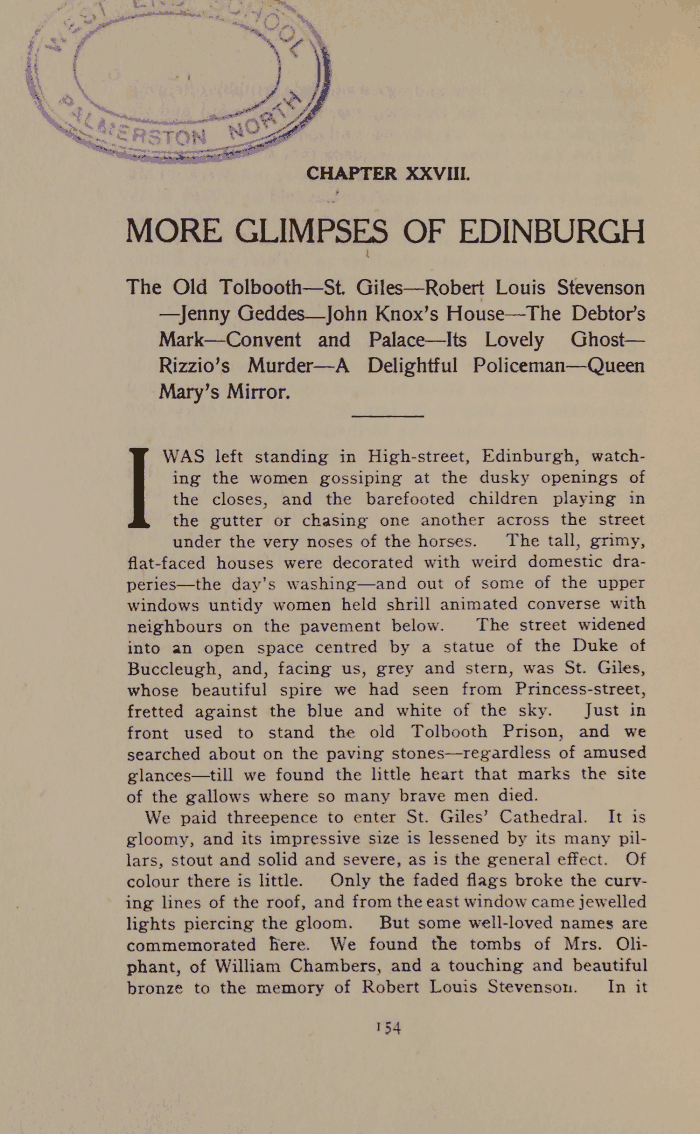 WEST END SCHOOL
PALMERSTON NORTH
CHAPTER XXVIII.
MORE GLIMPSES OF EDINBURGH
The Old Tolbooth—St. Giles—Robert Louis Stevenson
—Jenny Geddes—John Knox's House—The Debtor's
Mark—Convent and Palace—Its Lovely Ghost—
Rizzio's Murder—A Delightful Policeman—Queen
Mary's Mirror.
I WAS left standing in High-street, Edinburgh, watch-
ing the women gossiping at the dusky openings of
the closes, and the barefooted children playing in
the gutter or chasing one another across the street
under the very noses of the horses. The tall, grimy,
flat-faced houses were decorated with weird domestic dra-
peries—the day's washing—and out of some of the upper
windows untidy women held shrill animated converse with
neighbours on the pavement below. The street widened
into an open space centred by a statue of the Duke of
Buccleugh, and, facing us, grey and stern, was St. Giles,
whose beautiful spire we had seen from Princess-street,
fretted against the blue and white of the sky. Just in
front used to stand the old Tolbooth Prison, and we
searched about on the paving stones—regardless of amused
glances—till we found the little heart that marks the site
of the gallows where so many brave men died.
We paid threepence to enter St. Giles' Cathedral. It is
gloomy, and its impressive size is lessened by its many pil-
lars, stout and solid and severe, as is the general effect. Of
colour there is little. Only the faded flags broke the curv-
ing lines of the roof, and from the east window came jewelled
lights piercing the gloom. But some well-loved names are
commemorated here. We found the tombs of Mrs. Oli-
phant, of William Chambers, and a touching and beautiful
bronze to the memory of Robert Louis Stevenson. In it
154